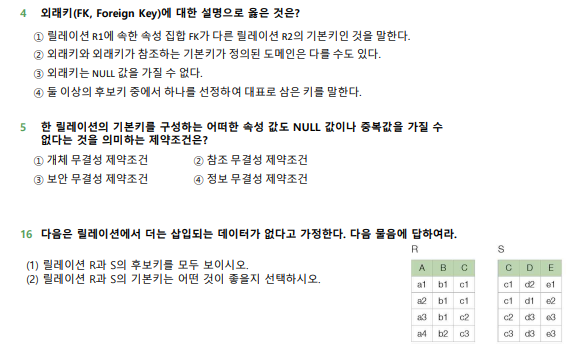 4 외래키(FK, Foreign Key)에 대한 설명으로 옳은 것은?
① 릴레이션 R1에 속한 속성 집합 FK가 다른 릴레이션 R2의 기본키인 것을 말한다.
② 외래키와 외래키가 참조하는 기본키가 정의된 도메인은 다를 수도 있다.
③ 외래키는 NULL 값을 가질 수 없다.
④ 둘 이상의 후보키 중에서 하나를 선정하여 대표로 삼은 키를 말한다.
5 한 릴레이션의 기본키를 구성하는 어떠한 속성 값도 NULL 값이나 중복값을 가질 수
없다는 것을 의미하는 제약조건은?
① 개체 무결성 제약조건 ② 참조 무결성 제약조건
③ 보안 무결성 제약조건 ④ 정보 무결성 제약조건
16 다음은 릴레이션에서 더는 삽입되는 데이터가 없다고 가정한다. 다음 물음에 답하여라.
(1) 릴레이션 R과 S의 후보키를 모두 보이시오.
(2) 릴레이션 R과 S의 기본키는 어떤 것이 좋을지 선택하시오.
R S
A B C C D E
a1 b1 c1 c1 d2 e1
a2 b1 c1 c1 d1 e2
a3 b1 c2 c2 d3 e3
a4 b2 c3 c3 d3 e3